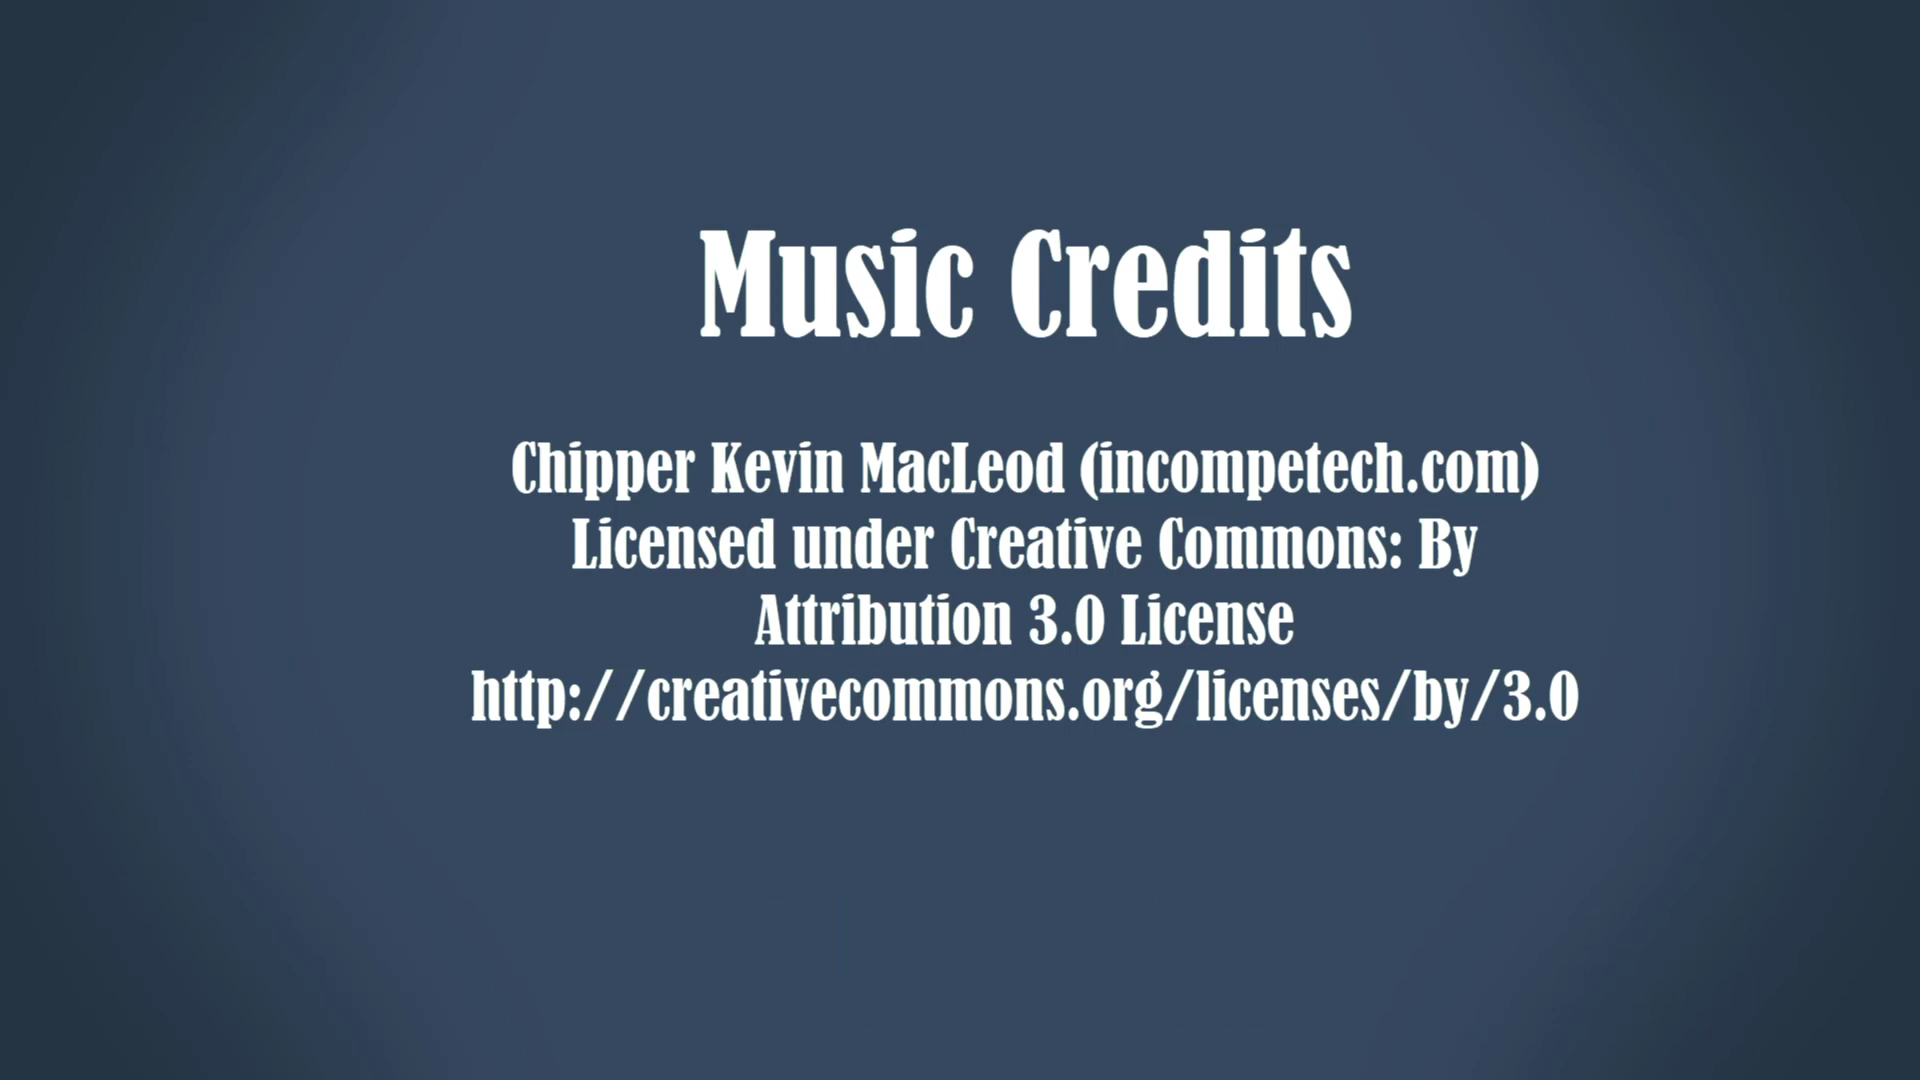 Music Credits
Chipper Kevin MacLeod (incompetech.com)
Licensed under Creative Commons: By
Attribution 3.0 License
http://creativecommons.org/licenses/by/3.0